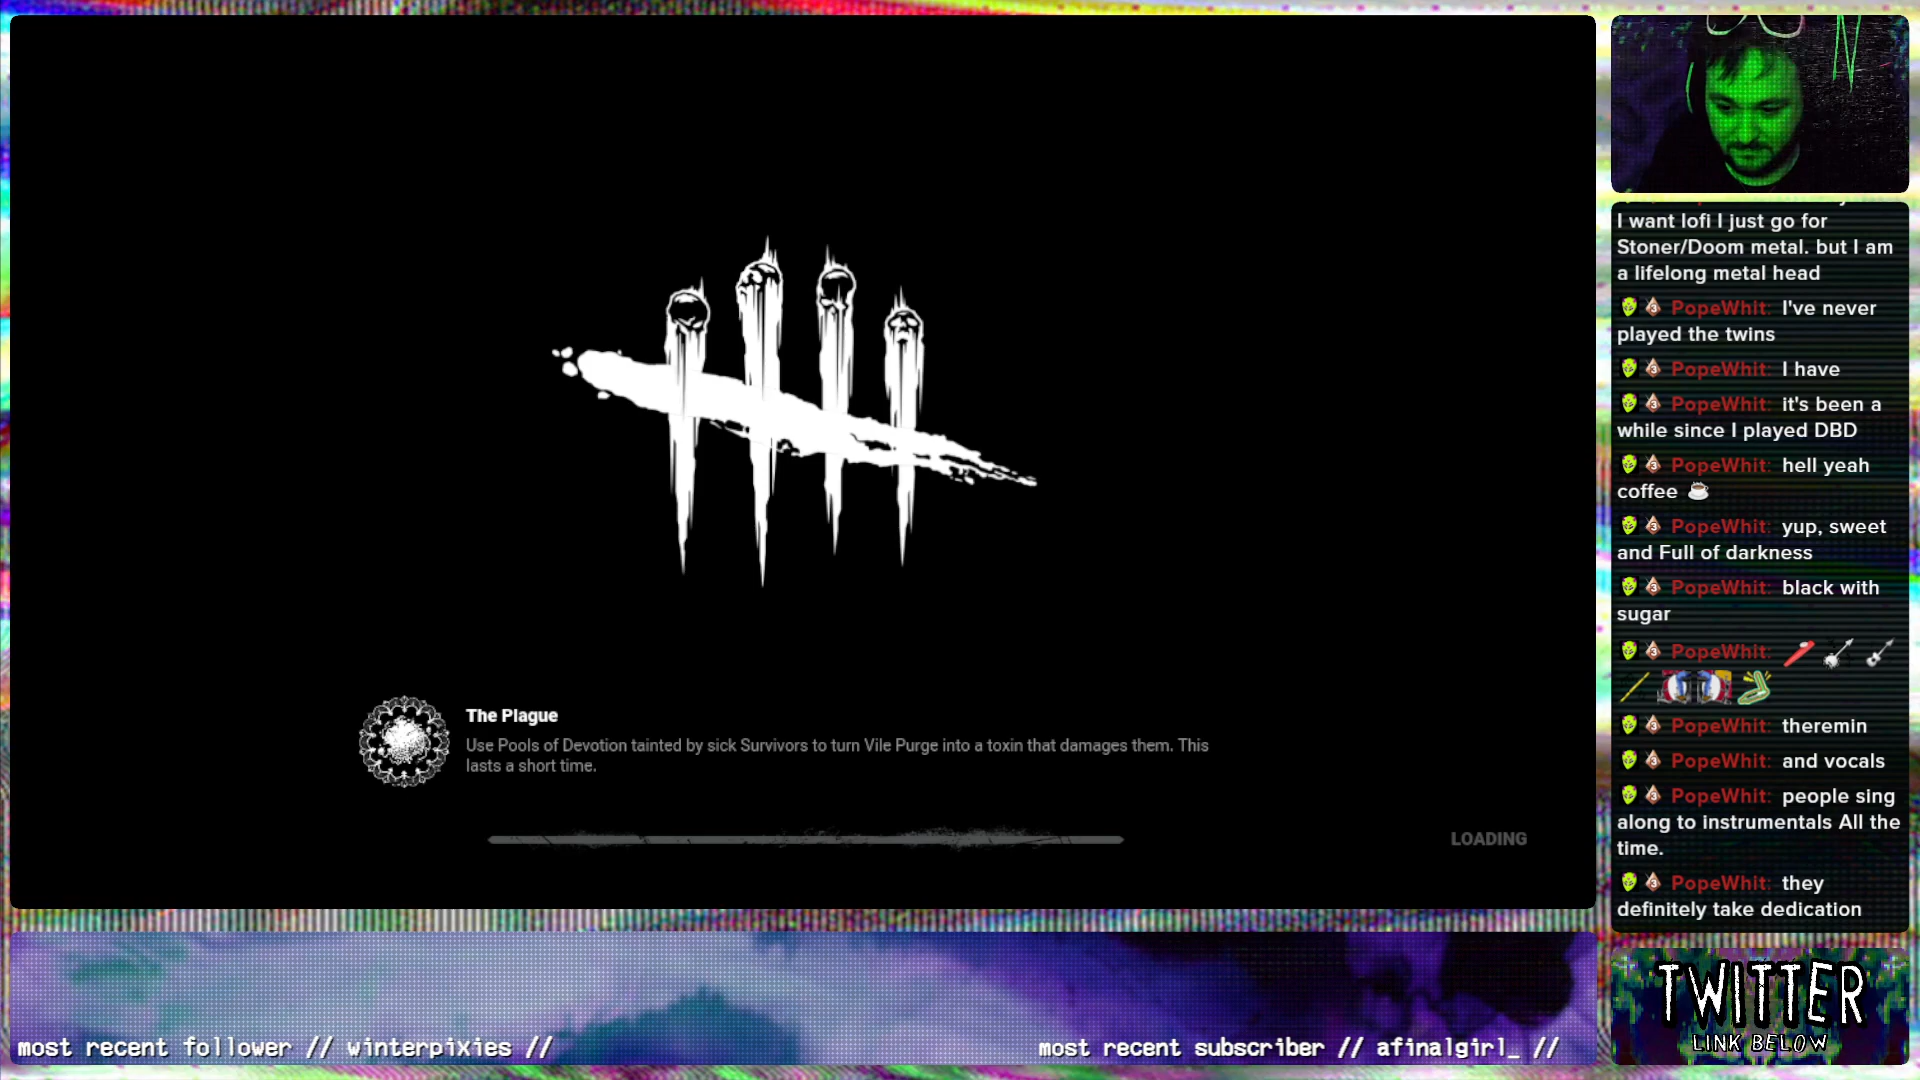 I want lofi I just go for
Stoner/Doom metal. but I am
a lifelong metal head
PopeWhit: I've never
played the twins
PopeWhit: I have
PopeWhit: it's been a
while since I played DBD
PopeWhit: hell yeah
coffee
PopeWhit: yup, sweet
and Full of darkness
PopeWhit: black with
sugar
PopeWhit:
PopeWhit: theremin
PopeWhit: and vocals
PopeWhit: people sing
along to instrumentals All the
time.
PopeWhit: they
definitely take dedication
The Plague
Use Pools of Devotion tainted by sick Survivors to turn Vile Purge into a toxin that damages them. This
lasts a short time.
LOADING
most recent follower // winterpixies //
most recent subscriber // afinalgirl_ //
TWITTER
LINK BELOW